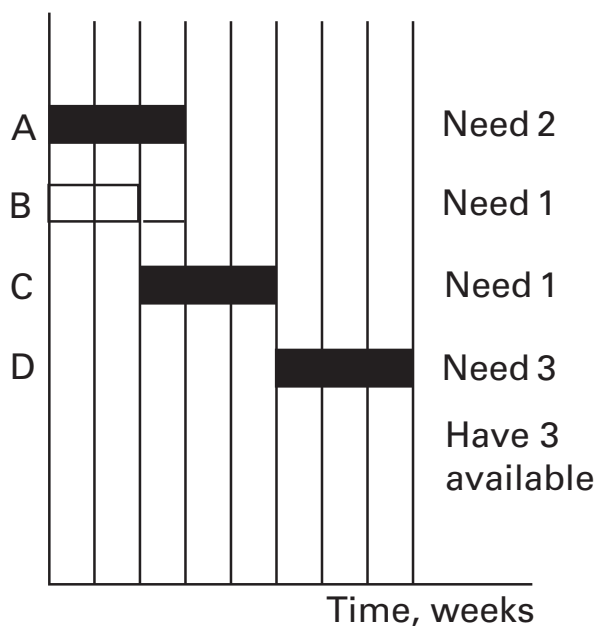 A Need 2
B Need 1
C Need 1
D Need 3
Have 3
available
Time, weeks